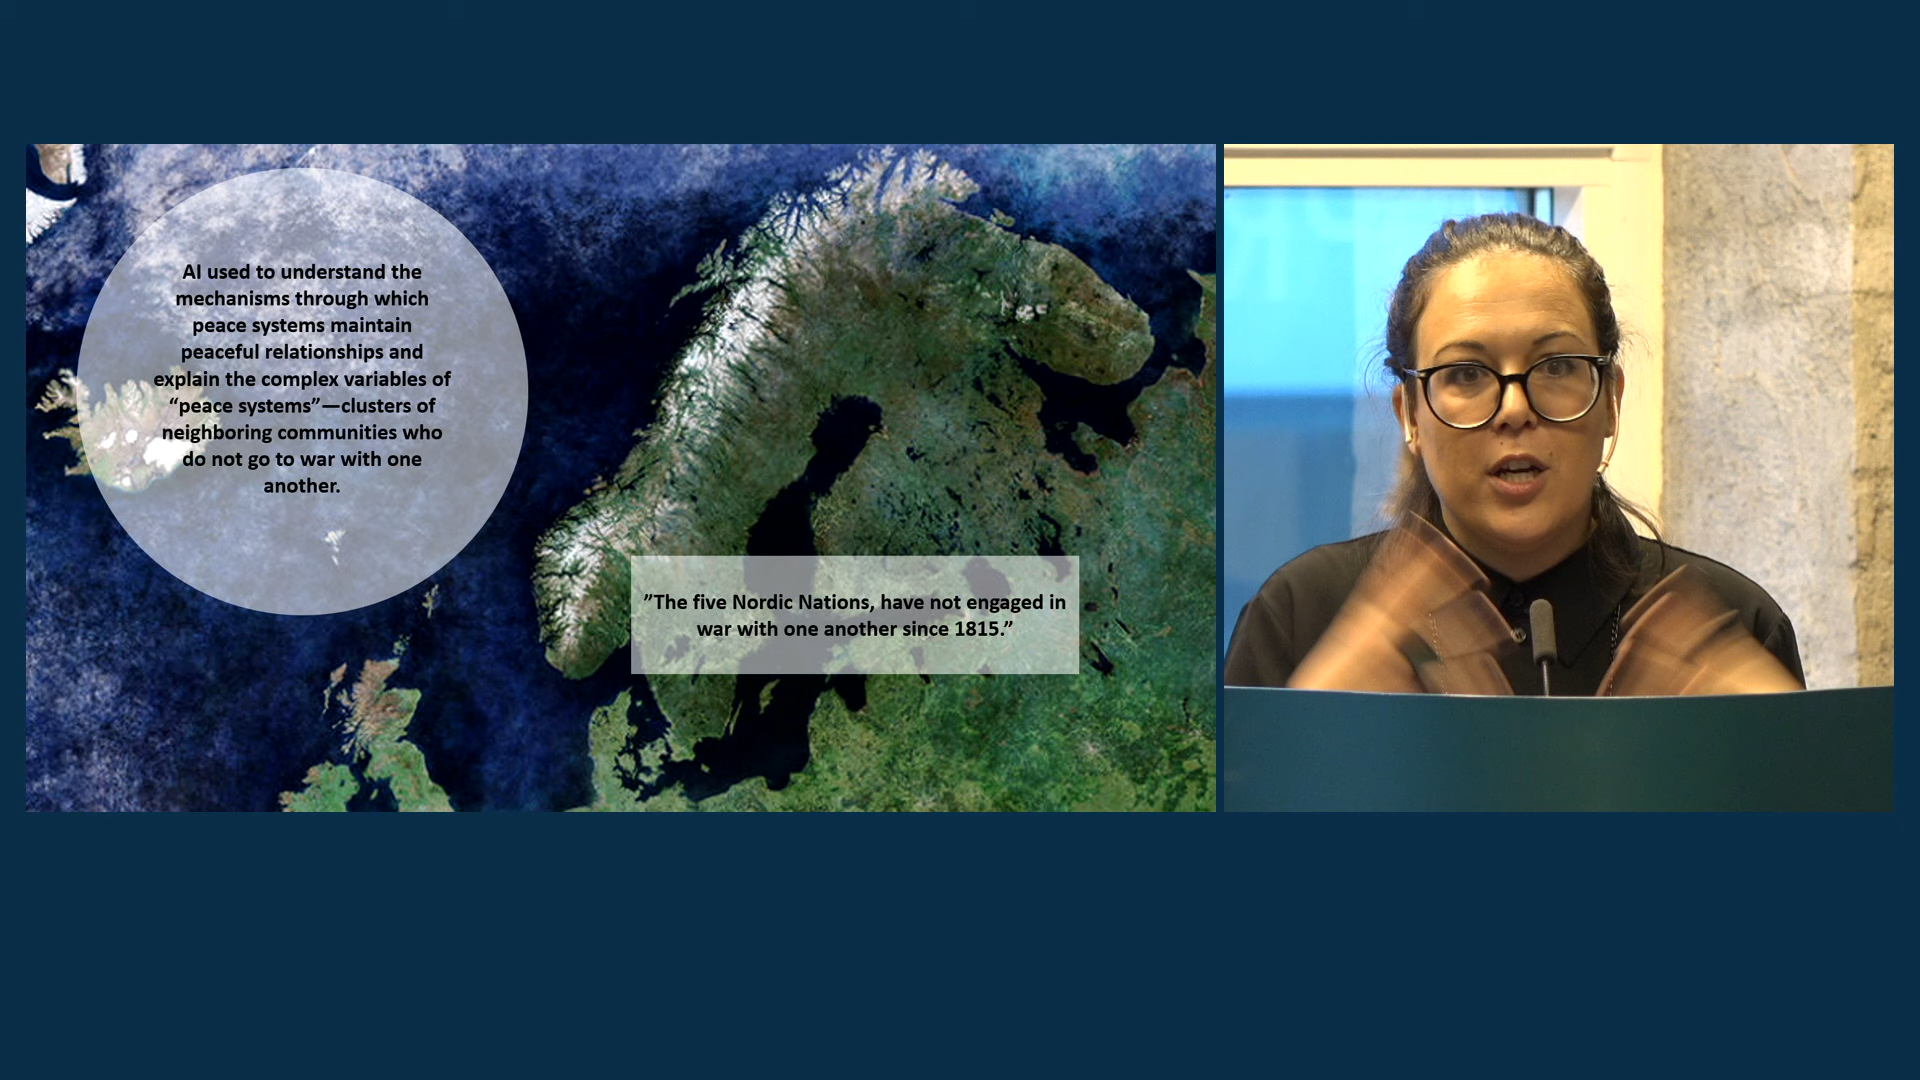 AI used to understand the
mechanisms through which
peace systems maintain
peaceful relationships and
explain the complex variables of
“peace systems”—clusters of
neighboring communities who
do not go to war with one
another.
”The five Nordic Nations, have not engaged in
war with one another since 1815.”